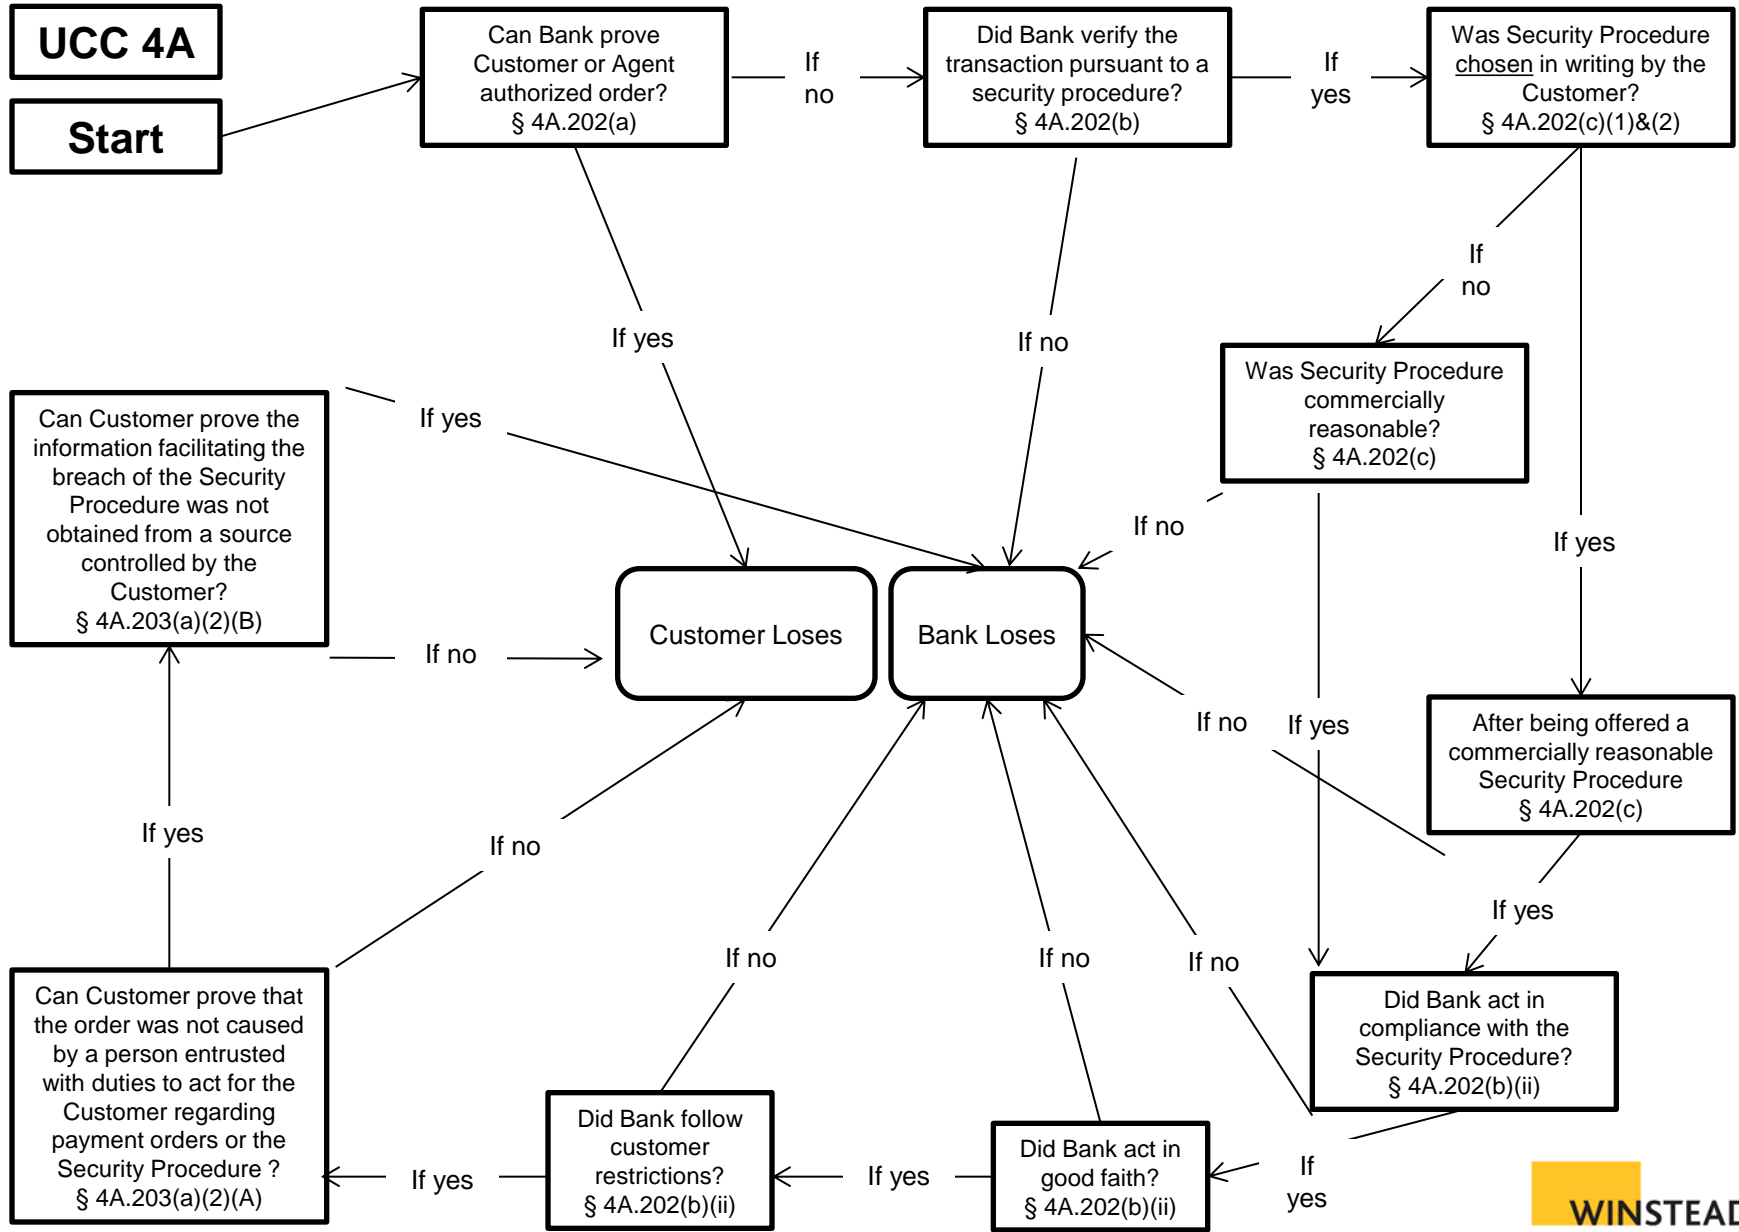 UCC 4A
Start
Can Bank prove
Customer or Agent
authorized order?
§ 4A.202(a)
If
no
Did Bank verify the
transaction pursuant to a
security procedure?
§ 4A.202(b)
If
yes
Was Security Procedure
chosen in writing by the
Customer?
§ 4A.202(c)(1)&(2)
If
no
If yes
If no
Was Security Procedure
commercially
reasonable?
§ 4A.202(c)
Can Customer prove the
information facilitating the
breach of the Security
Procedure was not
obtained from a source
controlled by the
Customer?
§ 4A.203(a)(2)(B)
If yes
If no
If yes
Customer Loses
Bank Loses
If no
If no
If yes
After being offered a
commercially reasonable
Security Procedure
§ 4A.202(c)
If yes
If no
If yes
If no
If no
If no
Can Customer prove that
the order was not caused
by a person entrusted
with duties to act for the
Customer regarding
payment orders or the
Security Procedure ?
§ 4A.203(a)(2)(A)
If yes
Did Bank follow
customer
restrictions?
§ 4A.202(b)(ii)
If yes
Did Bank act in
good faith?
§ 4A.202(b)(ii)
If
yes
Did Bank act in
compliance with the
Security Procedure?
§ 4A.202(b)(ii)
WINSTEAD